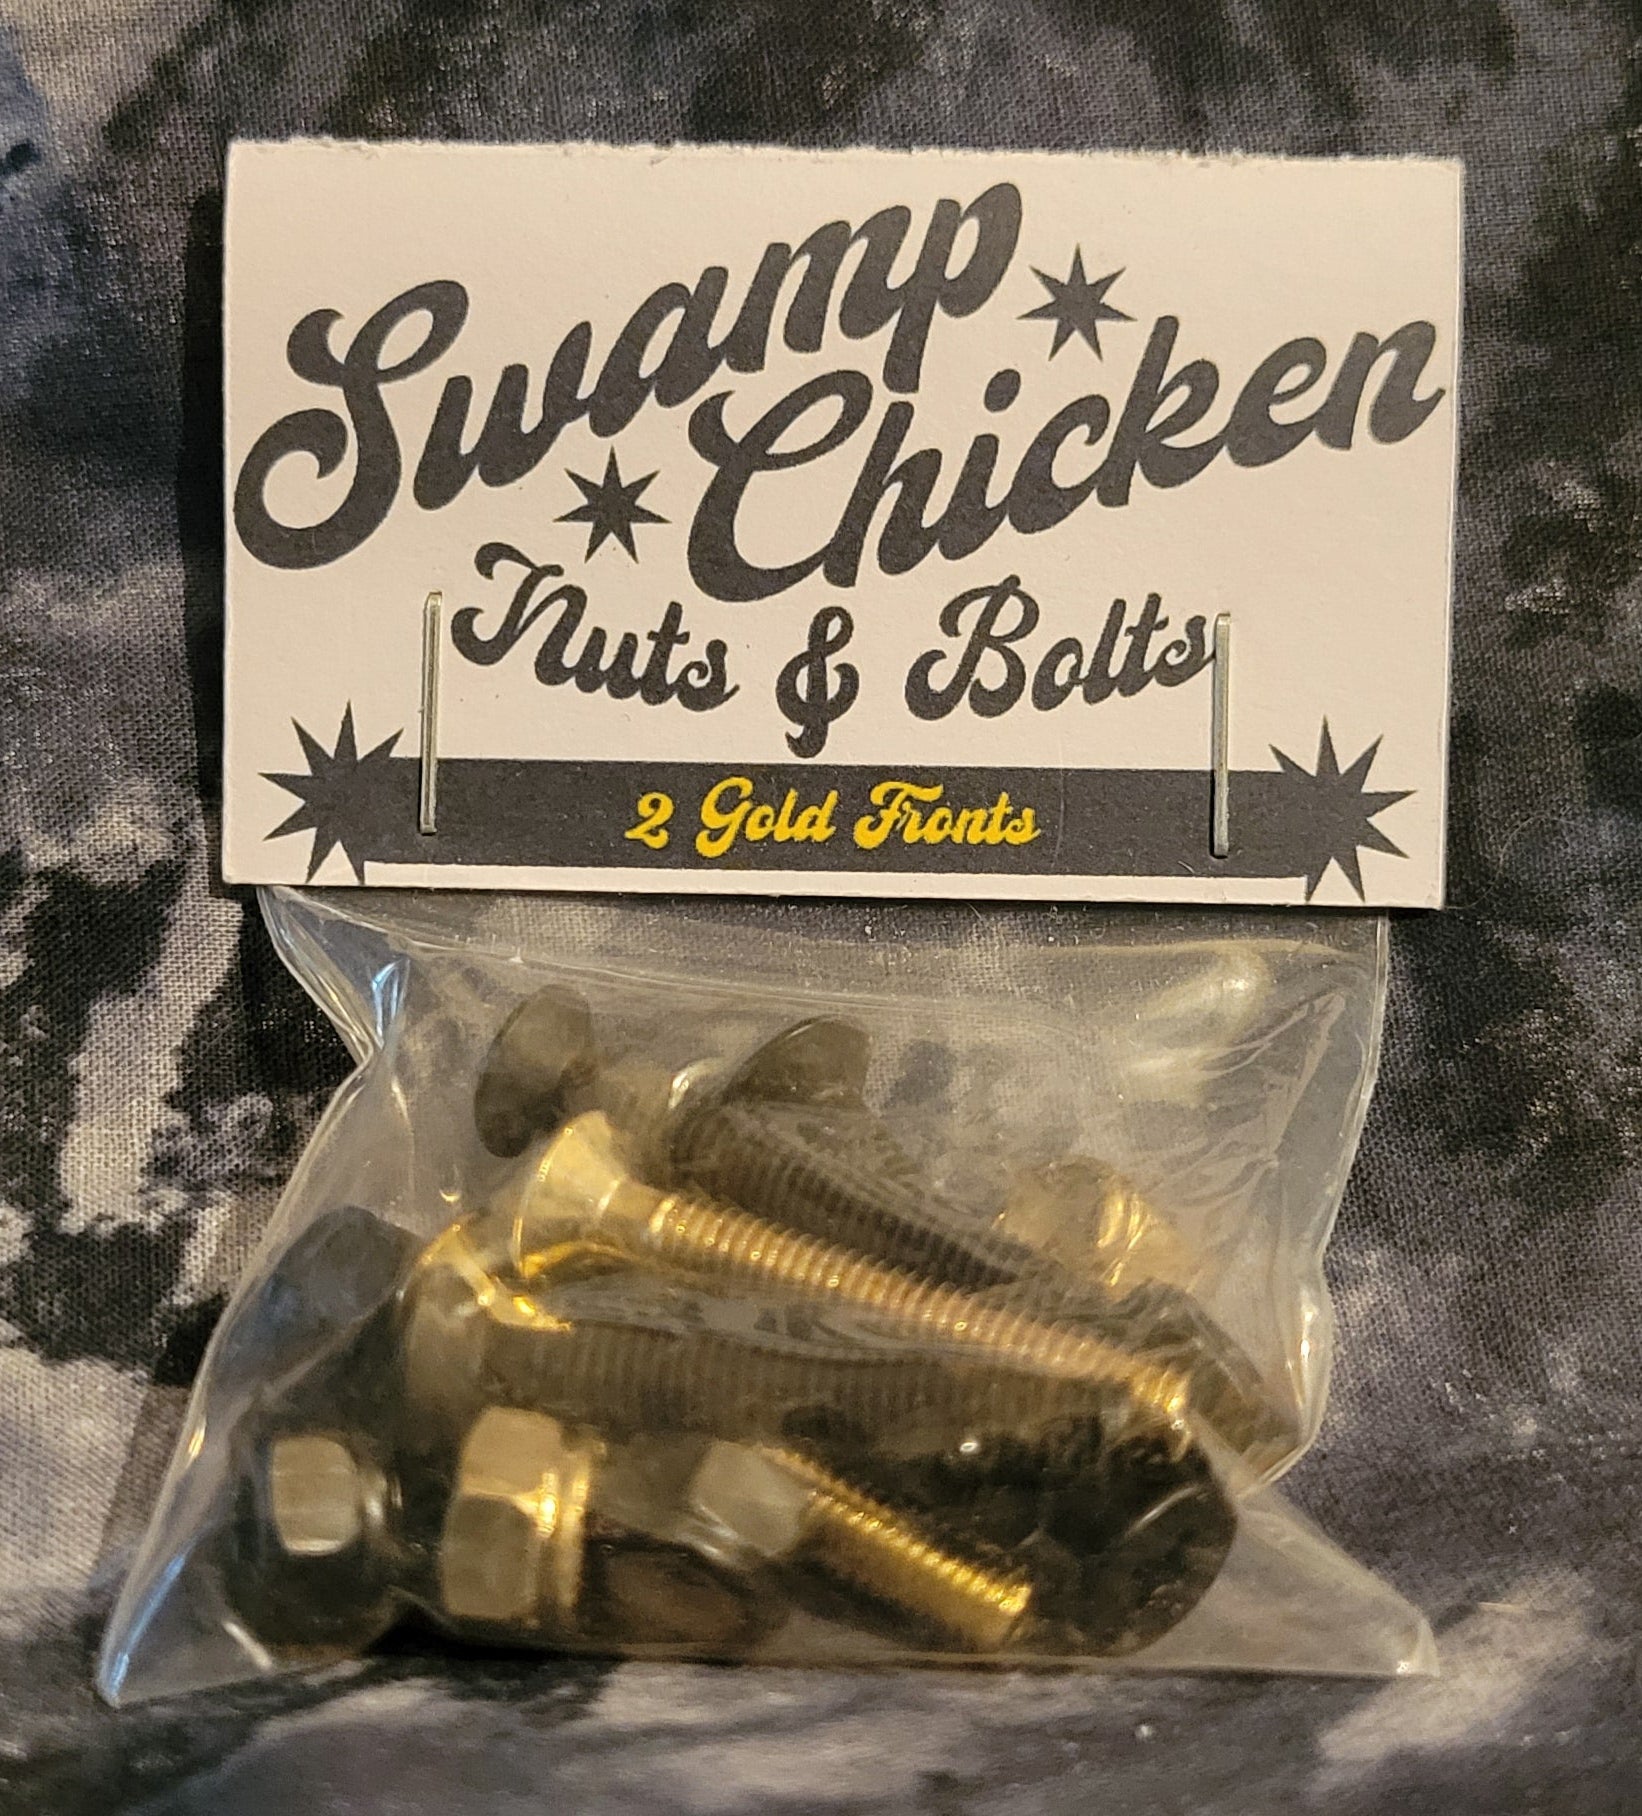 Swamp
Chicken
Nuts & Bolts
2 Gold Fronts